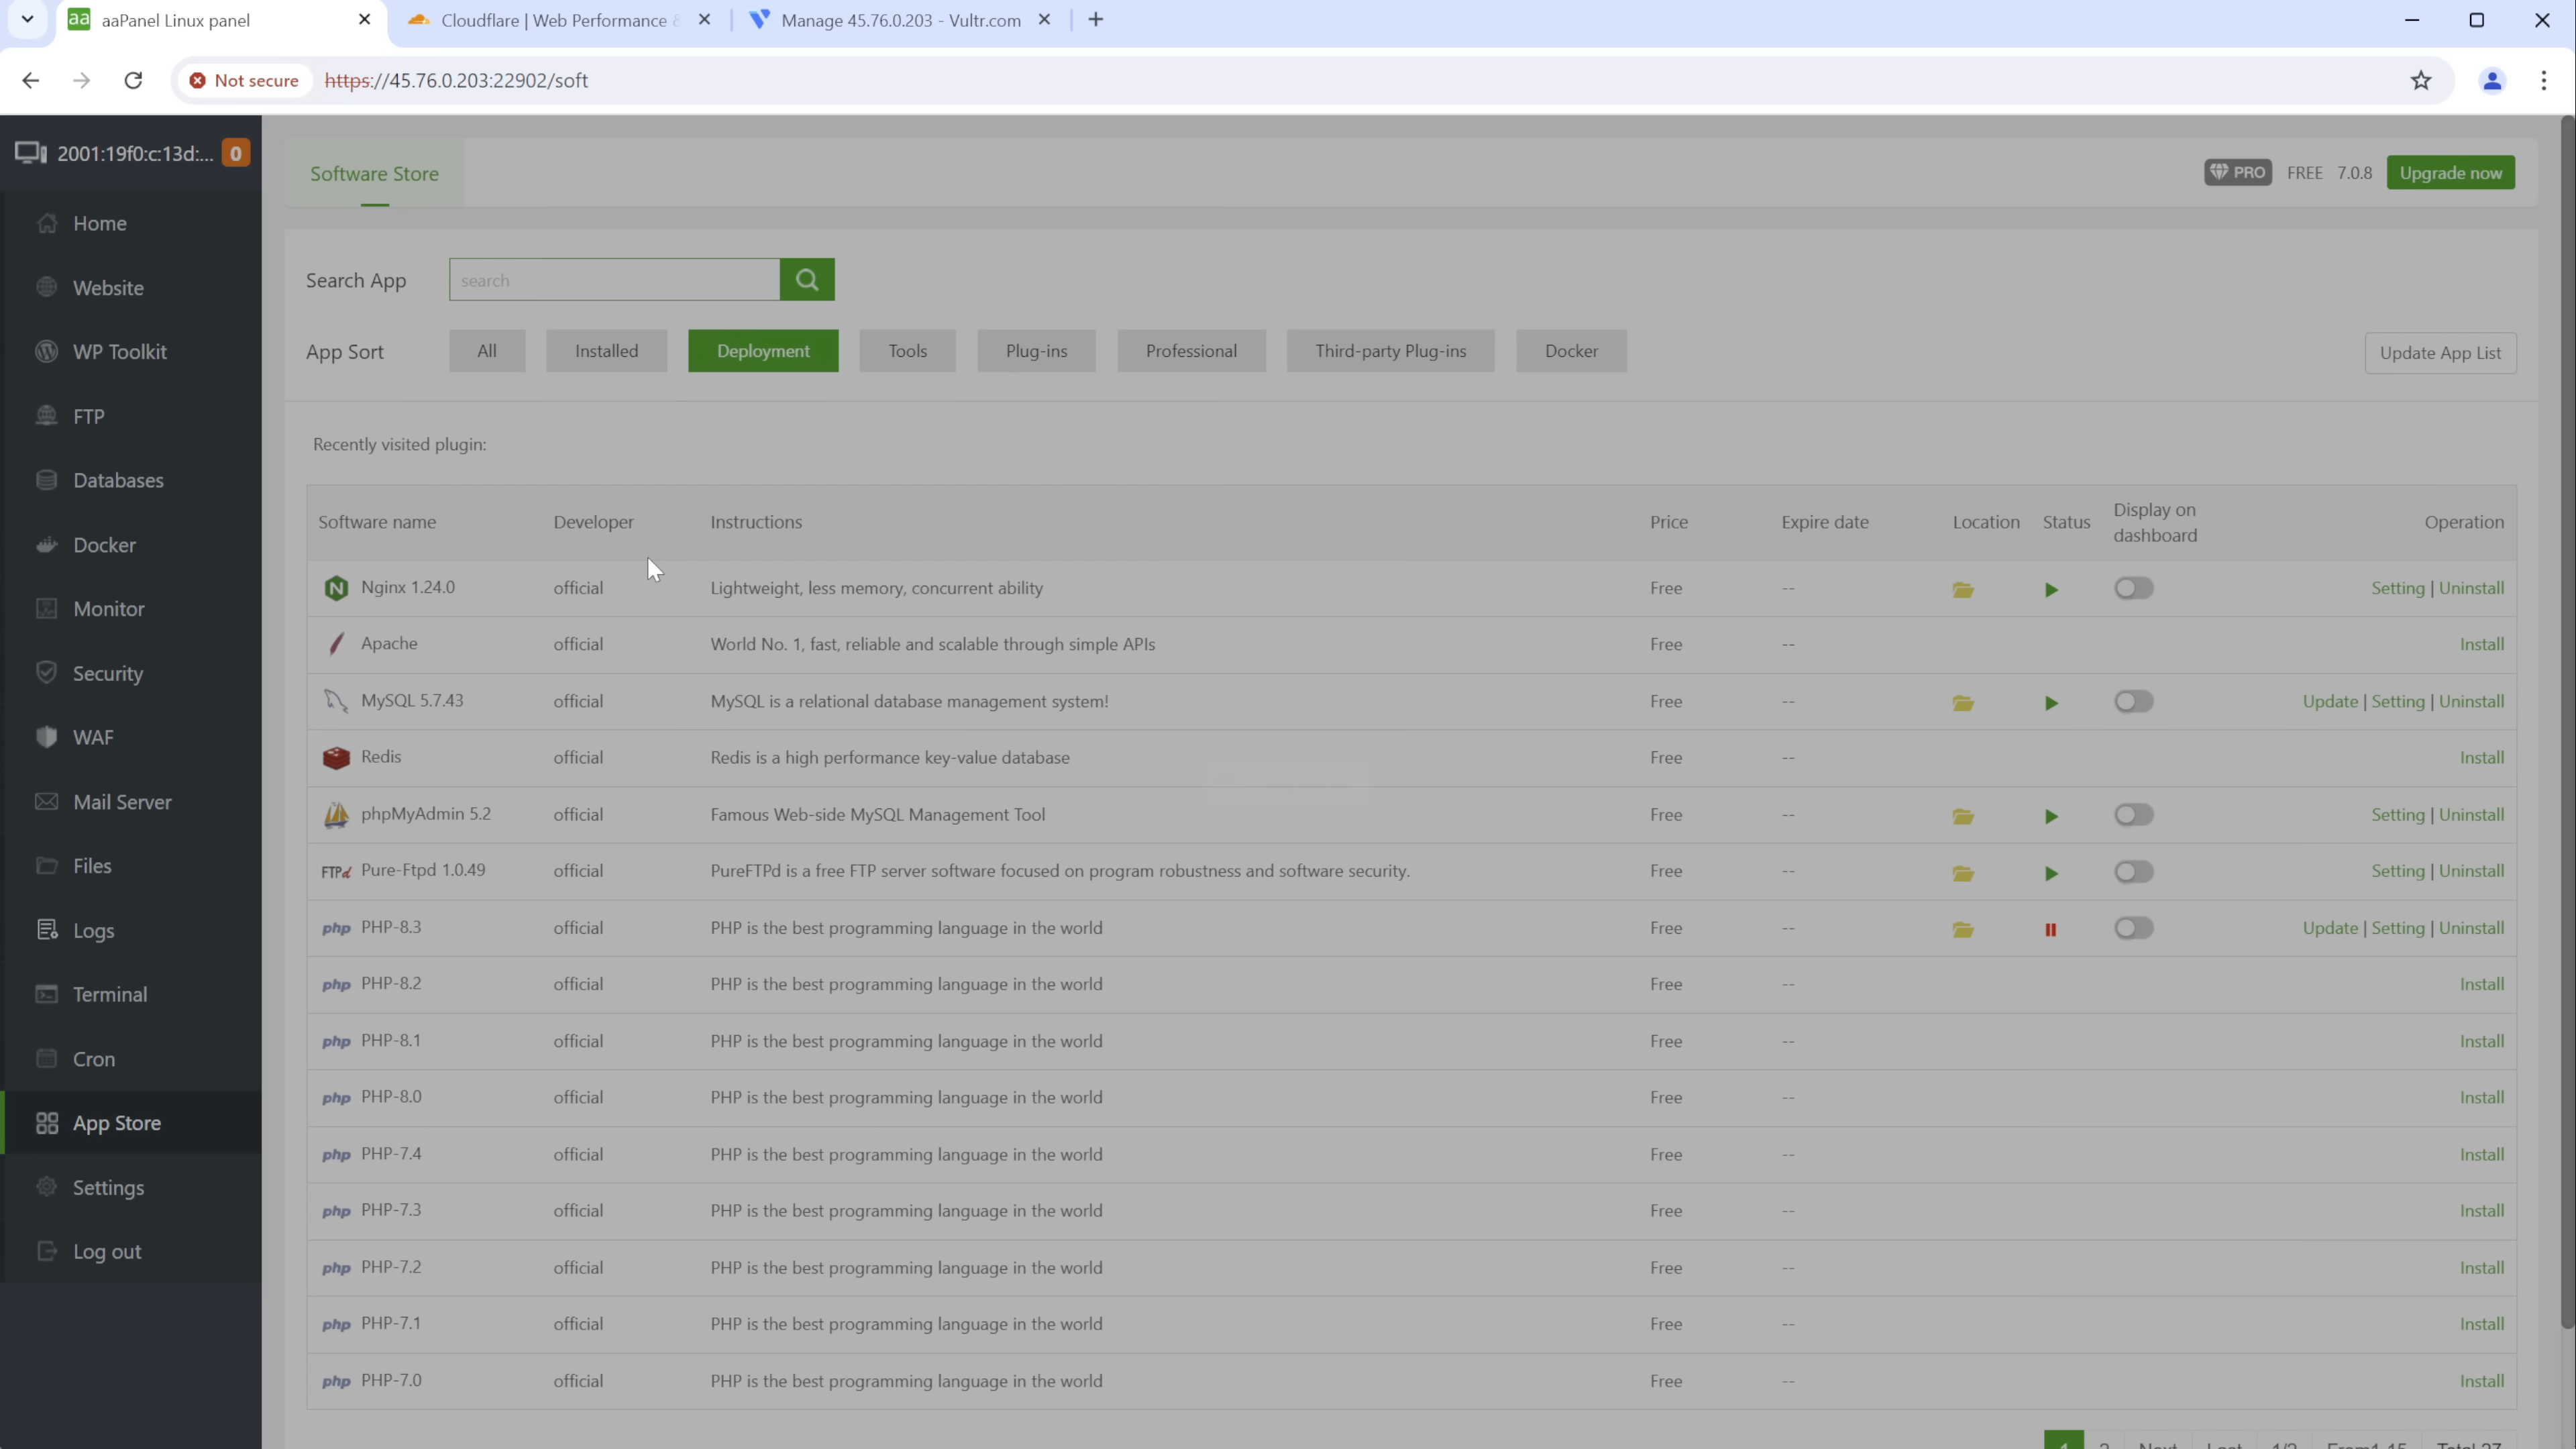 aaPanel Linux panel
Cloudflare | Web Performance &
Manage 45.76.0.203 - Vultr.com
Not secure
https://45.76.0.203:22902/soft
2001:19f0:c:13d:... 0
Home
Website
WP Toolkit
FTP
Databases
Docker
Monitor
Security
WAF
Mail Server
Files
Logs
Terminal
Cron
App Store
Settings
Log out
Software Store
PRO FREE 7.0.8 Upgrade now
Search App search
App Sort All Installed Deployment Tools Plug-ins Professional Third-party Plug-ins Docker Update App List
Recently visited plugin:
Software name Developer Instructions Price Expire date Location Status Display on dashboard Operation
Nginx 1.24.0 official Lightweight, less memory, concurrent ability Free -- Setting | Uninstall
Apache official World No. 1, fast, reliable and scalable through simple APIs Free -- Install
MySQL 5.7.43 official MySQL is a relational database management system! Free -- Update | Setting | Uninstall
Redis official Redis is a high performance key-value database Free -- Install
phpMyAdmin 5.2 official Famous Web-side MySQL Management Tool Free -- Setting | Uninstall
FTPd Pure-Ftpd 1.0.49 official PureFTPd is a free FTP server software focused on program robustness and software security. Free -- Setting | Uninstall
php PHP-8.3 official PHP is the best programming language in the world Free -- Update | Setting | Uninstall
php PHP-8.2 official PHP is the best programming language in the world Free -- Install
php PHP-8.1 official PHP is the best programming language in the world Free -- Install
php PHP-8.0 official PHP is the best programming language in the world Free -- Install
php PHP-7.4 official PHP is the best programming language in the world Free -- Install
php PHP-7.3 official PHP is the best programming language in the world Free -- Install
php PHP-7.2 official PHP is the best programming language in the world Free -- Install
php PHP-7.1 official PHP is the best programming language in the world Free -- Install
php PHP-7.0 official PHP is the best programming language in the world Free -- Install